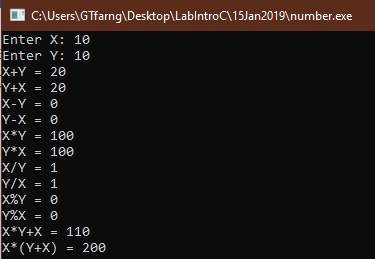 C:\Users\GTfarng\Desktop\LabIntroC\15Jan2019\number.exe
Enter X: 10
Enter Y: 10
X+Y = 20
Y+X = 20
X-Y = 0
Y-X = 0
X*Y = 100
Y*X = 100
X/Y = 1
Y/X = 1
X%Y = 0
Y%X = 0
X*Y+X = 110
X*(Y+X) = 200